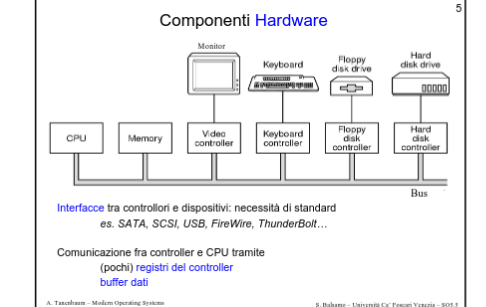 5
Componenti Hardware
Monitor
Keyboard
Floppy
disk drive
Hard
disk drive
CPU
Memory
Video
controller
Keyboard
controller
Floppy
disk
controller
Hard
disk
controller
Bus
Interfacce tra controllori e dispositivi: necessità di standard
es. SATA, SCSI, USB, FireWire, ThunderBolt…
Comunicazione fra controller e CPU tramite
(pochi) registri del controller
buffer dati
A. Tanenbaum – Modern Operating Systems
S. Balsamo – Università Ca' Foscari Venezia – SO5.5